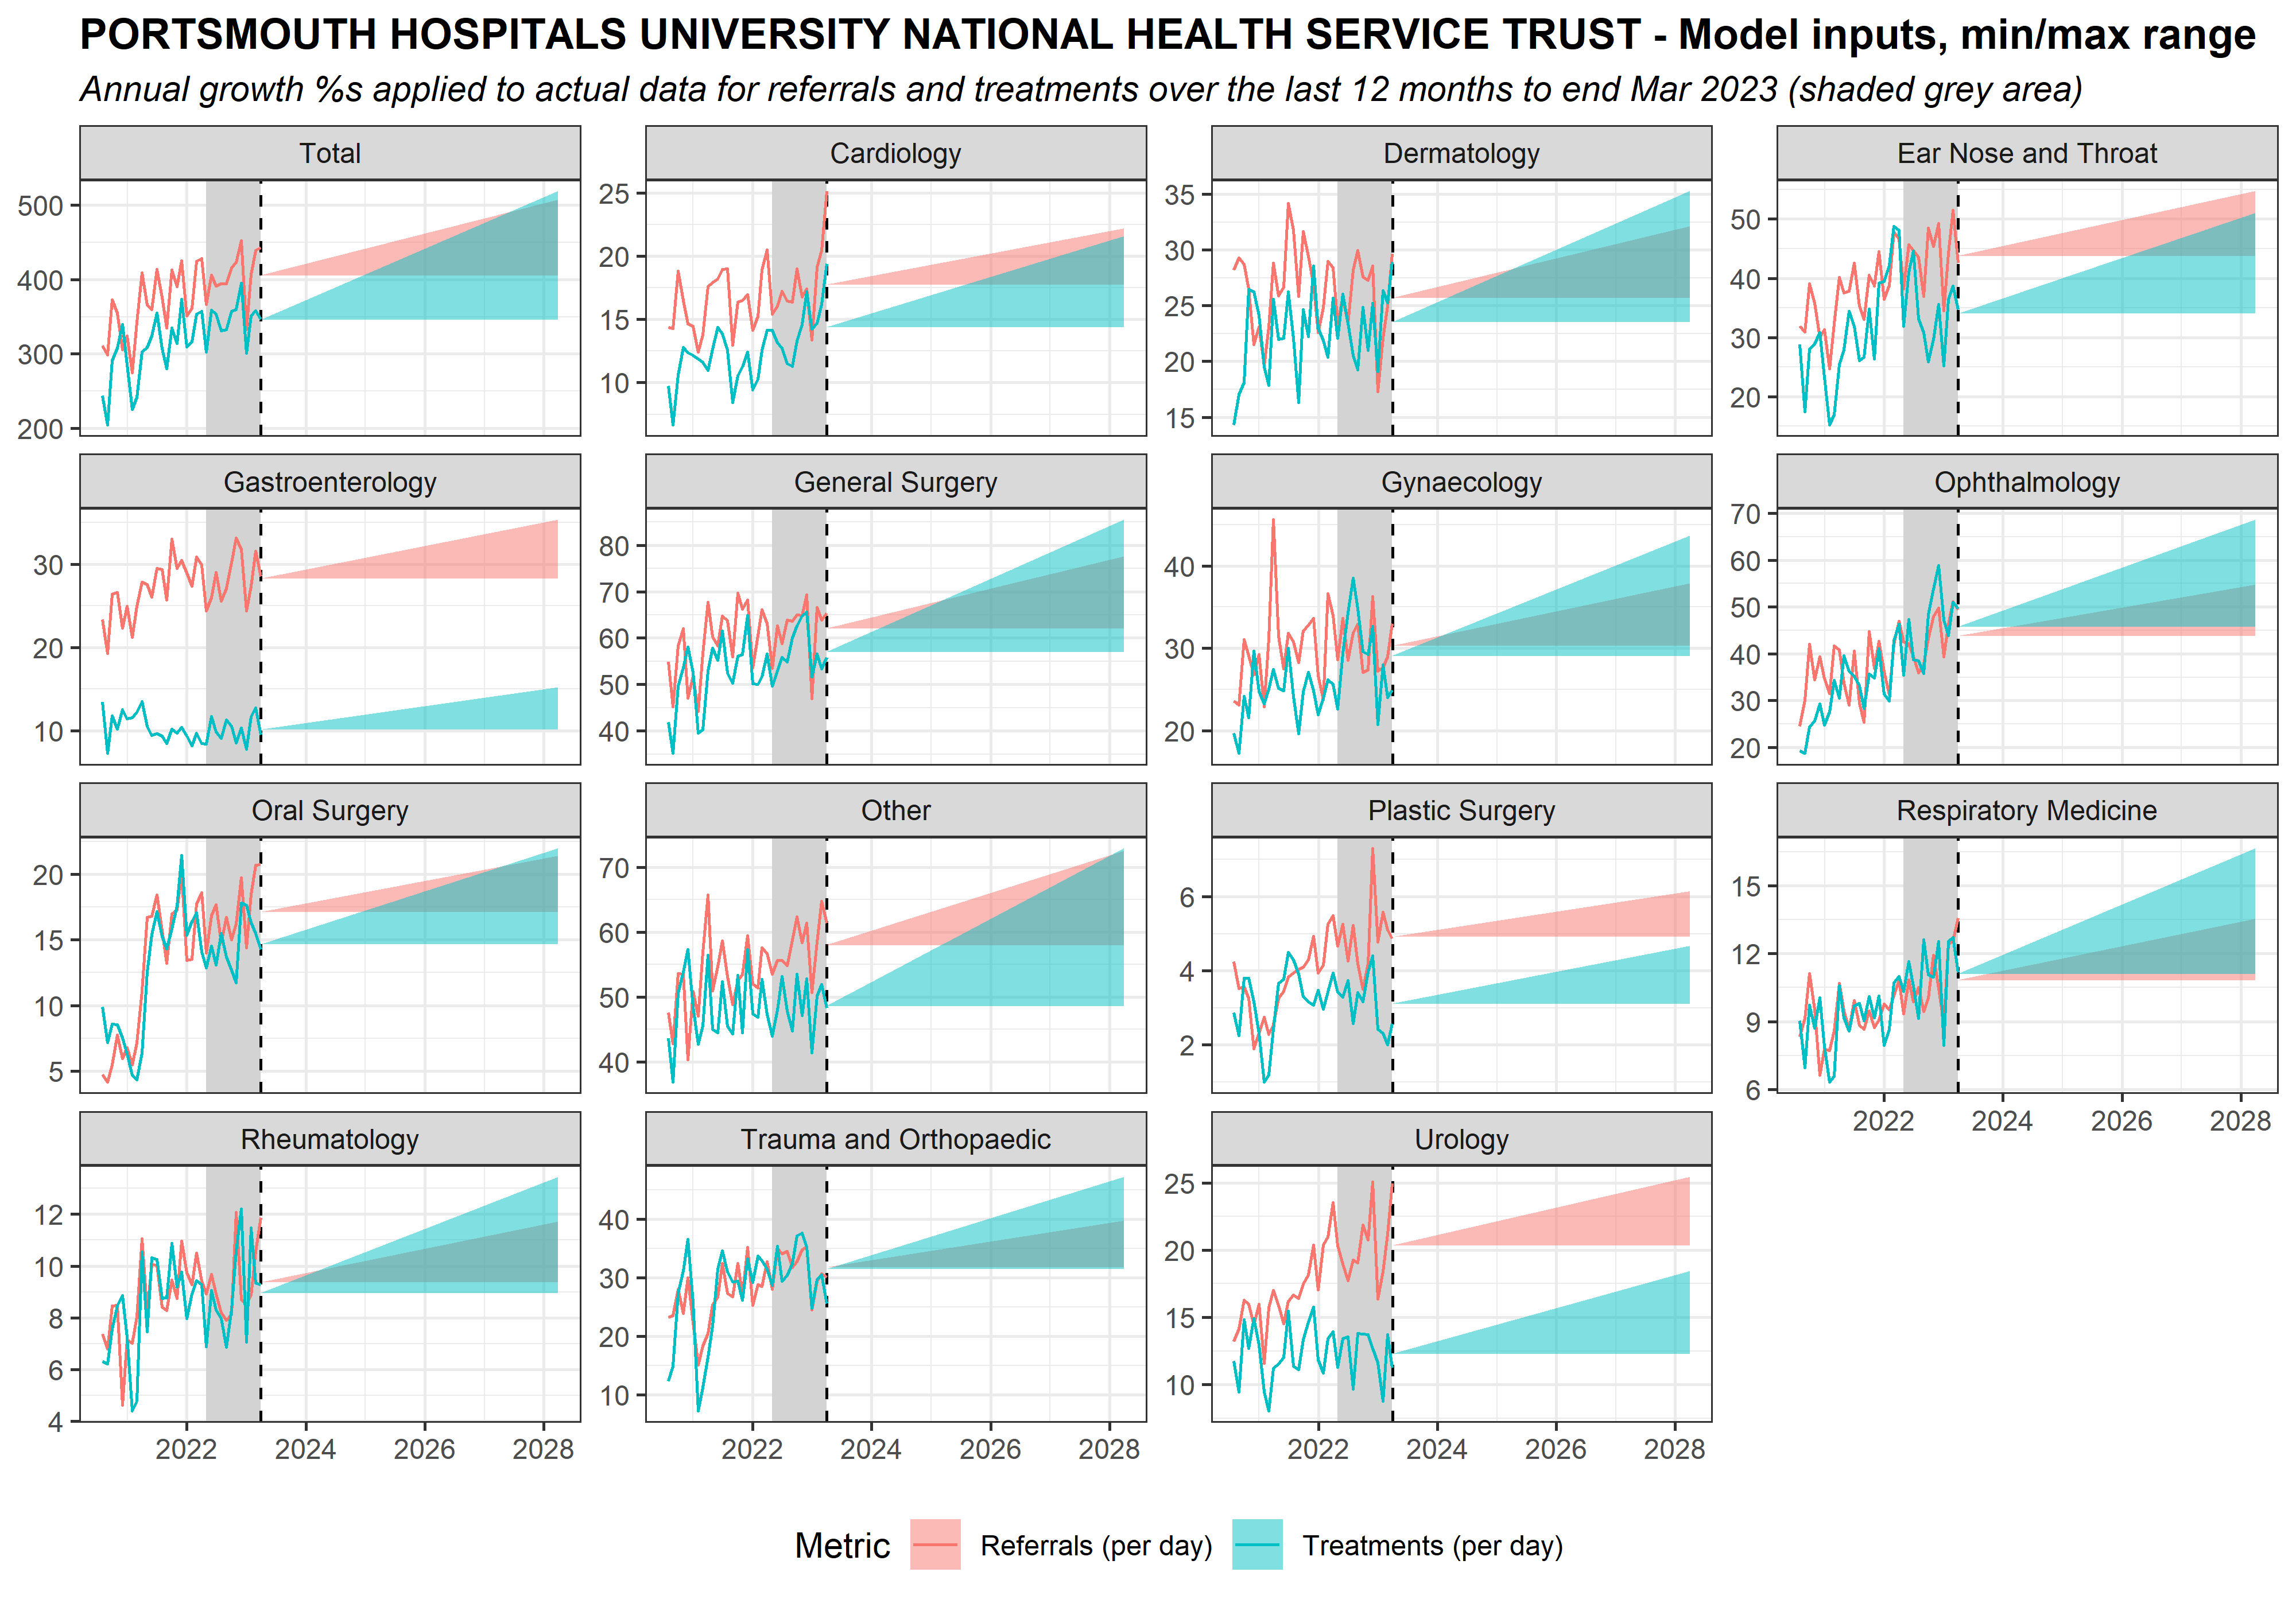 PORTSMOUTH HOSPITALS UNIVERSITY NATIONAL HEALTH SERVICE TRUST - Model inputs, min/max range
Annual growth %s applied to actual data for referrals and treatments over the last 12 months to end Mar 2023 (shaded grey area)
Total
500
400
300
200
Cardiology
25
20
15
10
Dermatology
35
30
25
20
15
Ear Nose and Throat
50
40
30
20
Gastroenterology
30
20
10
General Surgery
80
70
60
50
40
Gynaecology
40
30
20
Ophthalmology
70
60
50
40
30
20
Oral Surgery
20
15
10
5
Other
70
60
50
40
Plastic Surgery
6
4
2
Respiratory Medicine
15
12
9
6
2022 2024 2026 2028
Rheumatology
12
10
8
6
4
2022 2024 2026 2028
Trauma and Orthopaedic
40
30
20
10
2022 2024 2026 2028
Urology
25
20
15
10
2022 2024 2026 2028
Metric Referrals (per day) Treatments (per day)